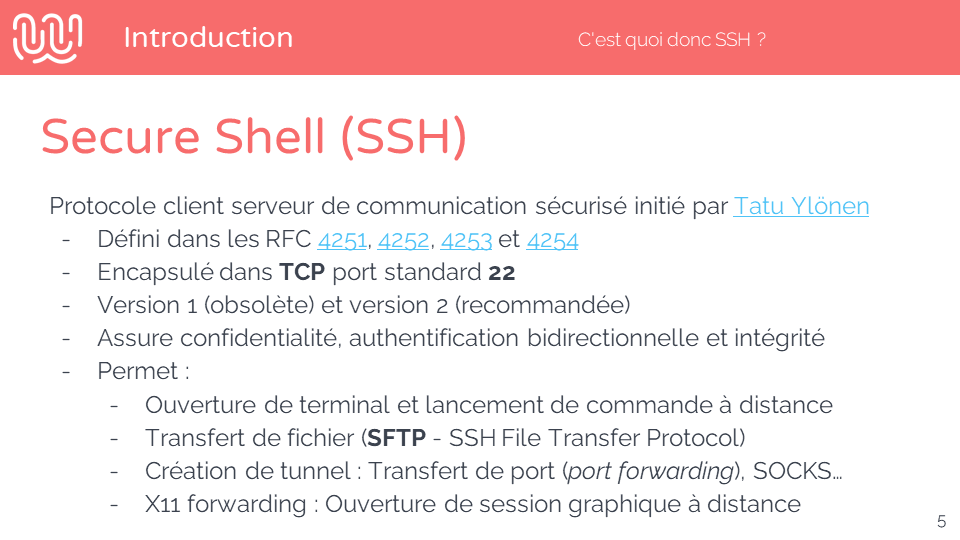 Introduction
C'est quoi donc SSH ?
Secure Shell (SSH)
Protocole client serveur de communication sécurisé initié par Tatu Ylönen
- Défini dans les RFC 4251, 4252, 4253 et 4254
- Encapsulé dans TCP port standard 22
- Version 1 (obsolète) et version 2 (recommandée)
- Assure confidentialité, authentification bidirectionnelle et intégrité
- Permet :
- Ouverture de terminal et lancement de commande à distance
- Transfert de fichier (SFTP - SSH File Transfer Protocol)
- Création de tunnel : Transfert de port (port forwarding), SOCKS…
- X11 forwarding : Ouverture de session graphique à distance
5